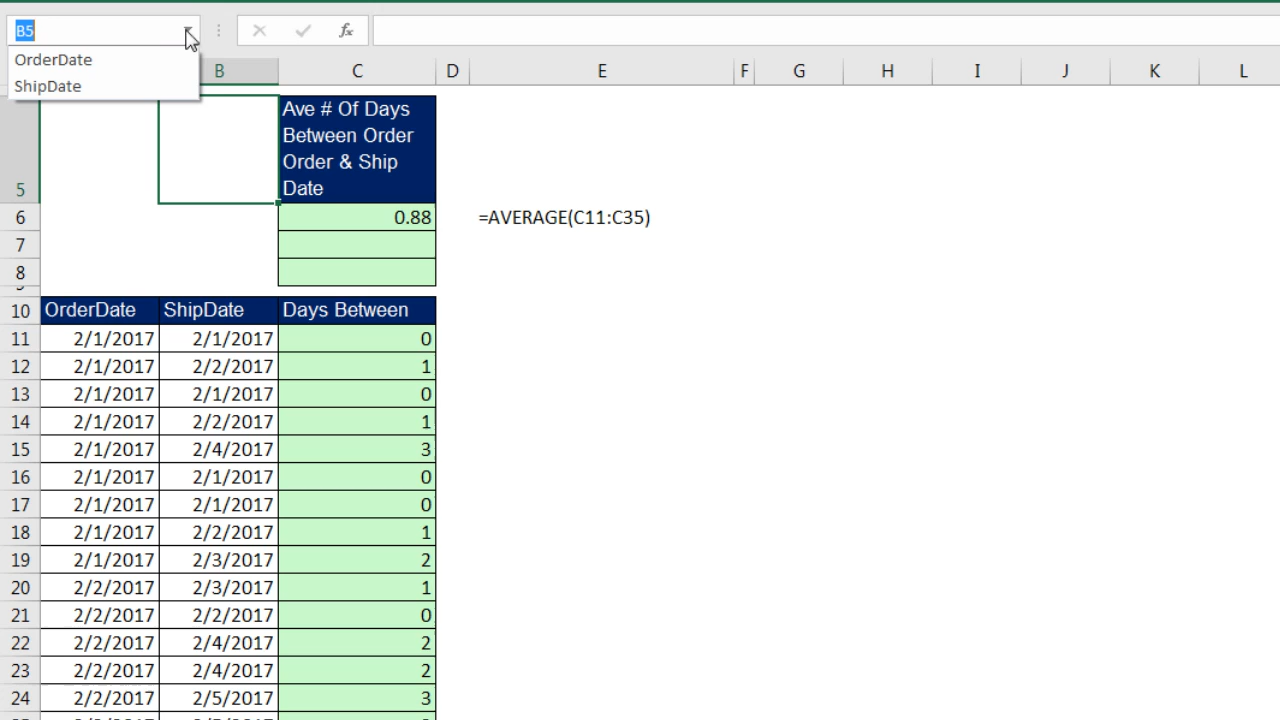 B5 fx
OrderDate
ShipDate
B C D E F G H I J K L
Ave # Of Days
Between Order
Order & Ship
5 Date
6 0.88 =AVERAGE(C11:C35)
7
8
10 OrderDate ShipDate Days Between
11 2/1/2017 2/1/2017 0
12 2/1/2017 2/2/2017 1
13 2/1/2017 2/1/2017 0
14 2/1/2017 2/2/2017 1
15 2/1/2017 2/4/2017 3
16 2/1/2017 2/1/2017 0
17 2/1/2017 2/1/2017 0
18 2/1/2017 2/2/2017 1
19 2/1/2017 2/3/2017 2
20 2/2/2017 2/3/2017 1
21 2/2/2017 2/2/2017 0
22 2/2/2017 2/4/2017 2
23 2/2/2017 2/4/2017 2
24 2/2/2017 2/5/2017 3